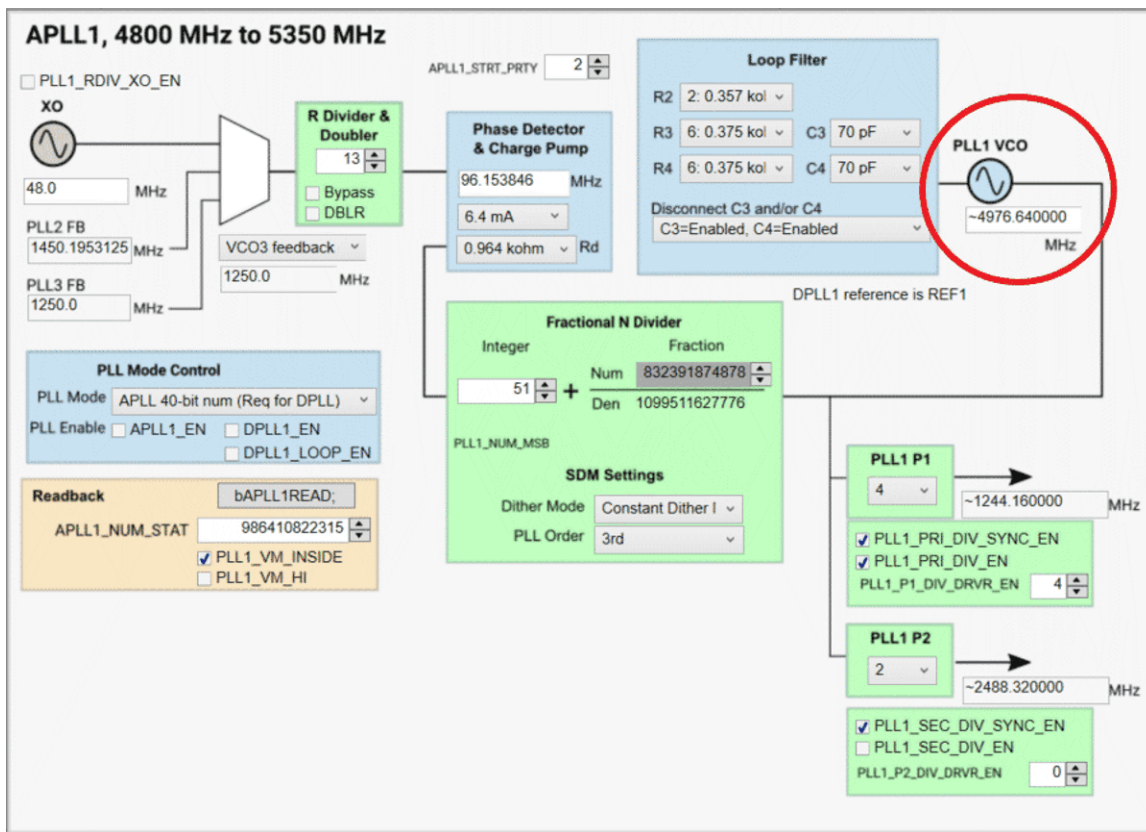 APLL1, 4800 MHz to 5350 MHz
PLL1_RDIV_XO_EN
XO
48.0 MHz
PLL2 FB
1450.1953125 MHz
PLL3 FB
1250.0 MHz
VCO3 feedback
1250.0 MHz
R Divider &
Doubler
13
Bypass
DBLR
APLL1_STRT_PRTY 2
Phase Detector
& Charge Pump
96.153846 MHz
6.4 mA
0.964 kohm Rd
Loop Filter
R2 2: 0.357 kol
R3 6: 0.375 kol C3 70 pF
R4 6: 0.375 kol C4 70 pF
Disconnect C3 and/or C4
C3=Enabled, C4=Enabled
PLL1 VCO
~4976.640000
MHz
DPLL1 reference is REF1
Fractional N Divider
Integer Fraction
51 + Num 832391874878
Den 1099511627776
PLL1_NUM_MSB
SDM Settings
Dither Mode Constant Dither I
PLL Order 3rd
PLL Mode Control
PLL Mode APLL 40-bit num (Req for DPLL)
PLL Enable APLL1_EN DPLL1_EN
DPLL1_LOOP_EN
Readback bAPLL1READ;
APLL1_NUM_STAT 986410822315
PLL1_VM_INSIDE
PLL1_VM_HI
PLL1 P1
4
~1244.160000 MHz
PLL1_PRI_DIV_SYNC_EN
PLL1_PRI_DIV_EN
PLL1_P1_DIV_DRVR_EN 4
PLL1 P2
2
~2488.320000 MHz
PLL1_SEC_DIV_SYNC_EN
PLL1_SEC_DIV_EN
PLL1_P2_DIV_DRVR_EN 0